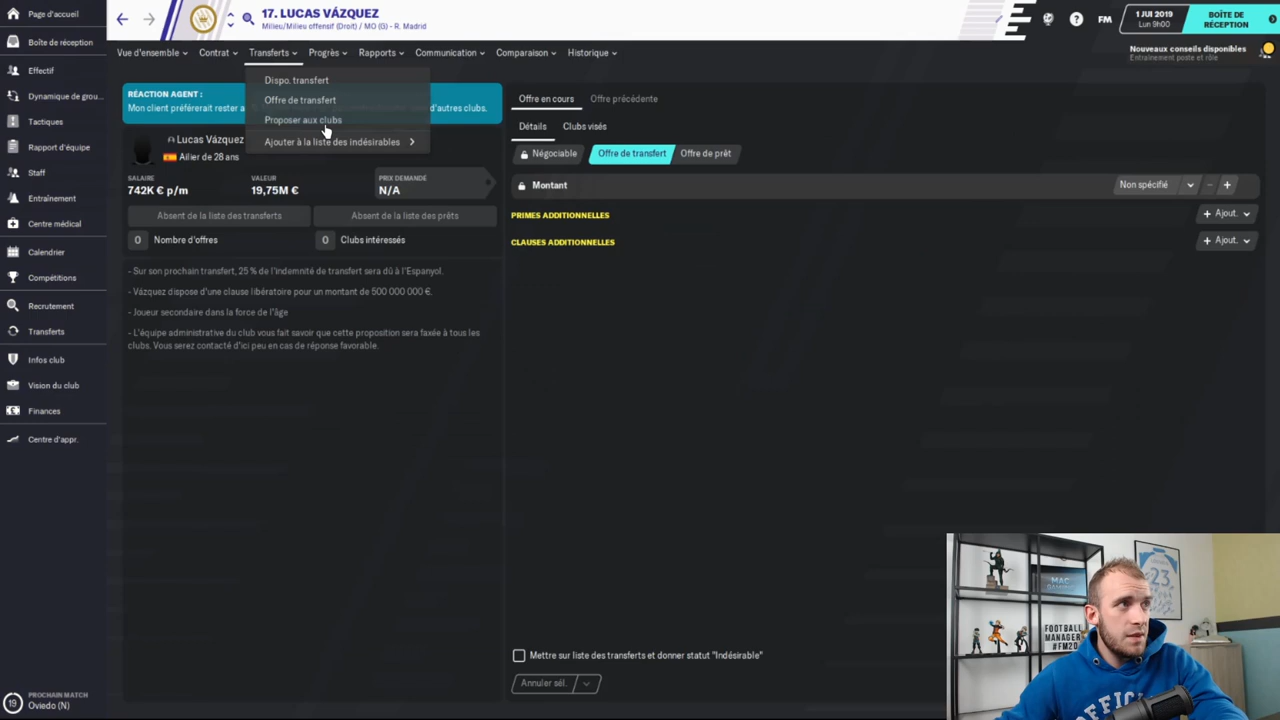 Page d'accueil
17. LUCAS VÁZQUEZ
Milieu/Milieu offensif (Droit) / MO (G) - R. Madrid
FM
1 JUI 2019
Lun 9h00
BOÎTE DE
RÉCEPTION
Boîte de réception
Vue d'ensemble
Contrat
Transferts
Progrès
Rapports
Communication
Comparaison
Historique
Nouveaux conseils disponibles
Entraînement poste et rôle
Effectif
Dynamique de grou...
Tactiques
Rapport d'équipe
Staff
Entraînement
Centre médical
Calendrier
Compétitions
Recrutement
Transferts
Infos club
Vision du club
Finances
Centre d'appr.
Dispo. transfert
Offre de transfert
Proposer aux clubs
Ajouter à la liste des indésirables
RÉACTION AGENT :
Mon client préférerait rester a
d'autres clubs.
Lucas Vázquez
Ailier de 28 ans
SALAIRE
742K € p/m
VALEUR
19,75M €
PRIX DEMANDÉ
N/A
Absent de la liste des transferts
Absent de la liste des prêts
0 Nombre d'offres
0 Clubs intéressés
- Sur son prochain transfert, 25 % de l'indemnité de transfert sera dû à l'Espanyol.
- Vázquez dispose d'une clause libératoire pour un montant de 500 000 000 €.
- Joueur secondaire dans la force de l'âge
- L'équipe administrative du club vous fait savoir que cette proposition sera faxée à tous les
clubs. Vous serez contacté d'ici peu en cas de réponse favorable.
Offre en cours
Offre précédente
Détails
Clubs visés
Négociable
Offre de transfert
Offre de prêt
Montant
Non spécifié
PRIMES ADDITIONNELLES
+ Ajout.
CLAUSES ADDITIONNELLES
+ Ajout.
Mettre sur liste des transferts et donner statut "Indésirable"
Annuler sél.
19
PROCHAIN MATCH
Oviedo (N)
MAC
23
FOOTBALL
MANAGER
#FM20
OFFIC